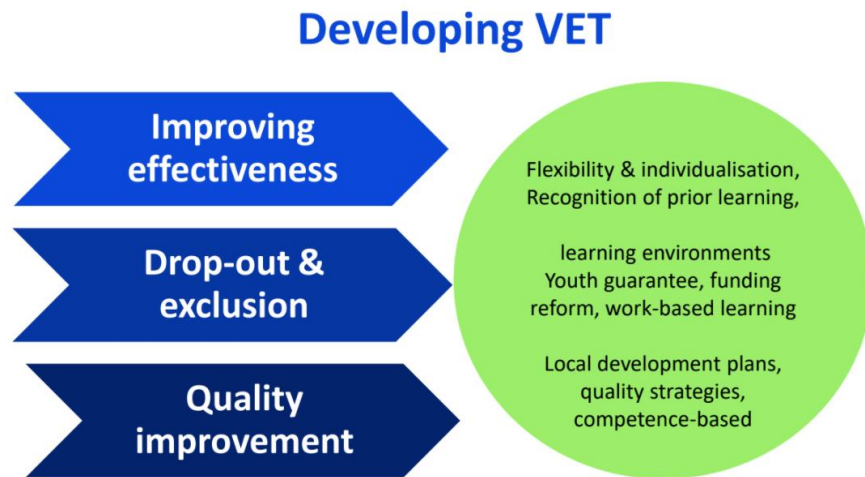 Developing VET
Improving
effectiveness
Drop-out &
exclusion
Quality
improvement
Flexibility & individualisation,
Recognition of prior learning,
learning environments
Youth guarantee, funding
reform, work-based learning
Local development plans,
quality strategies,
competence-based